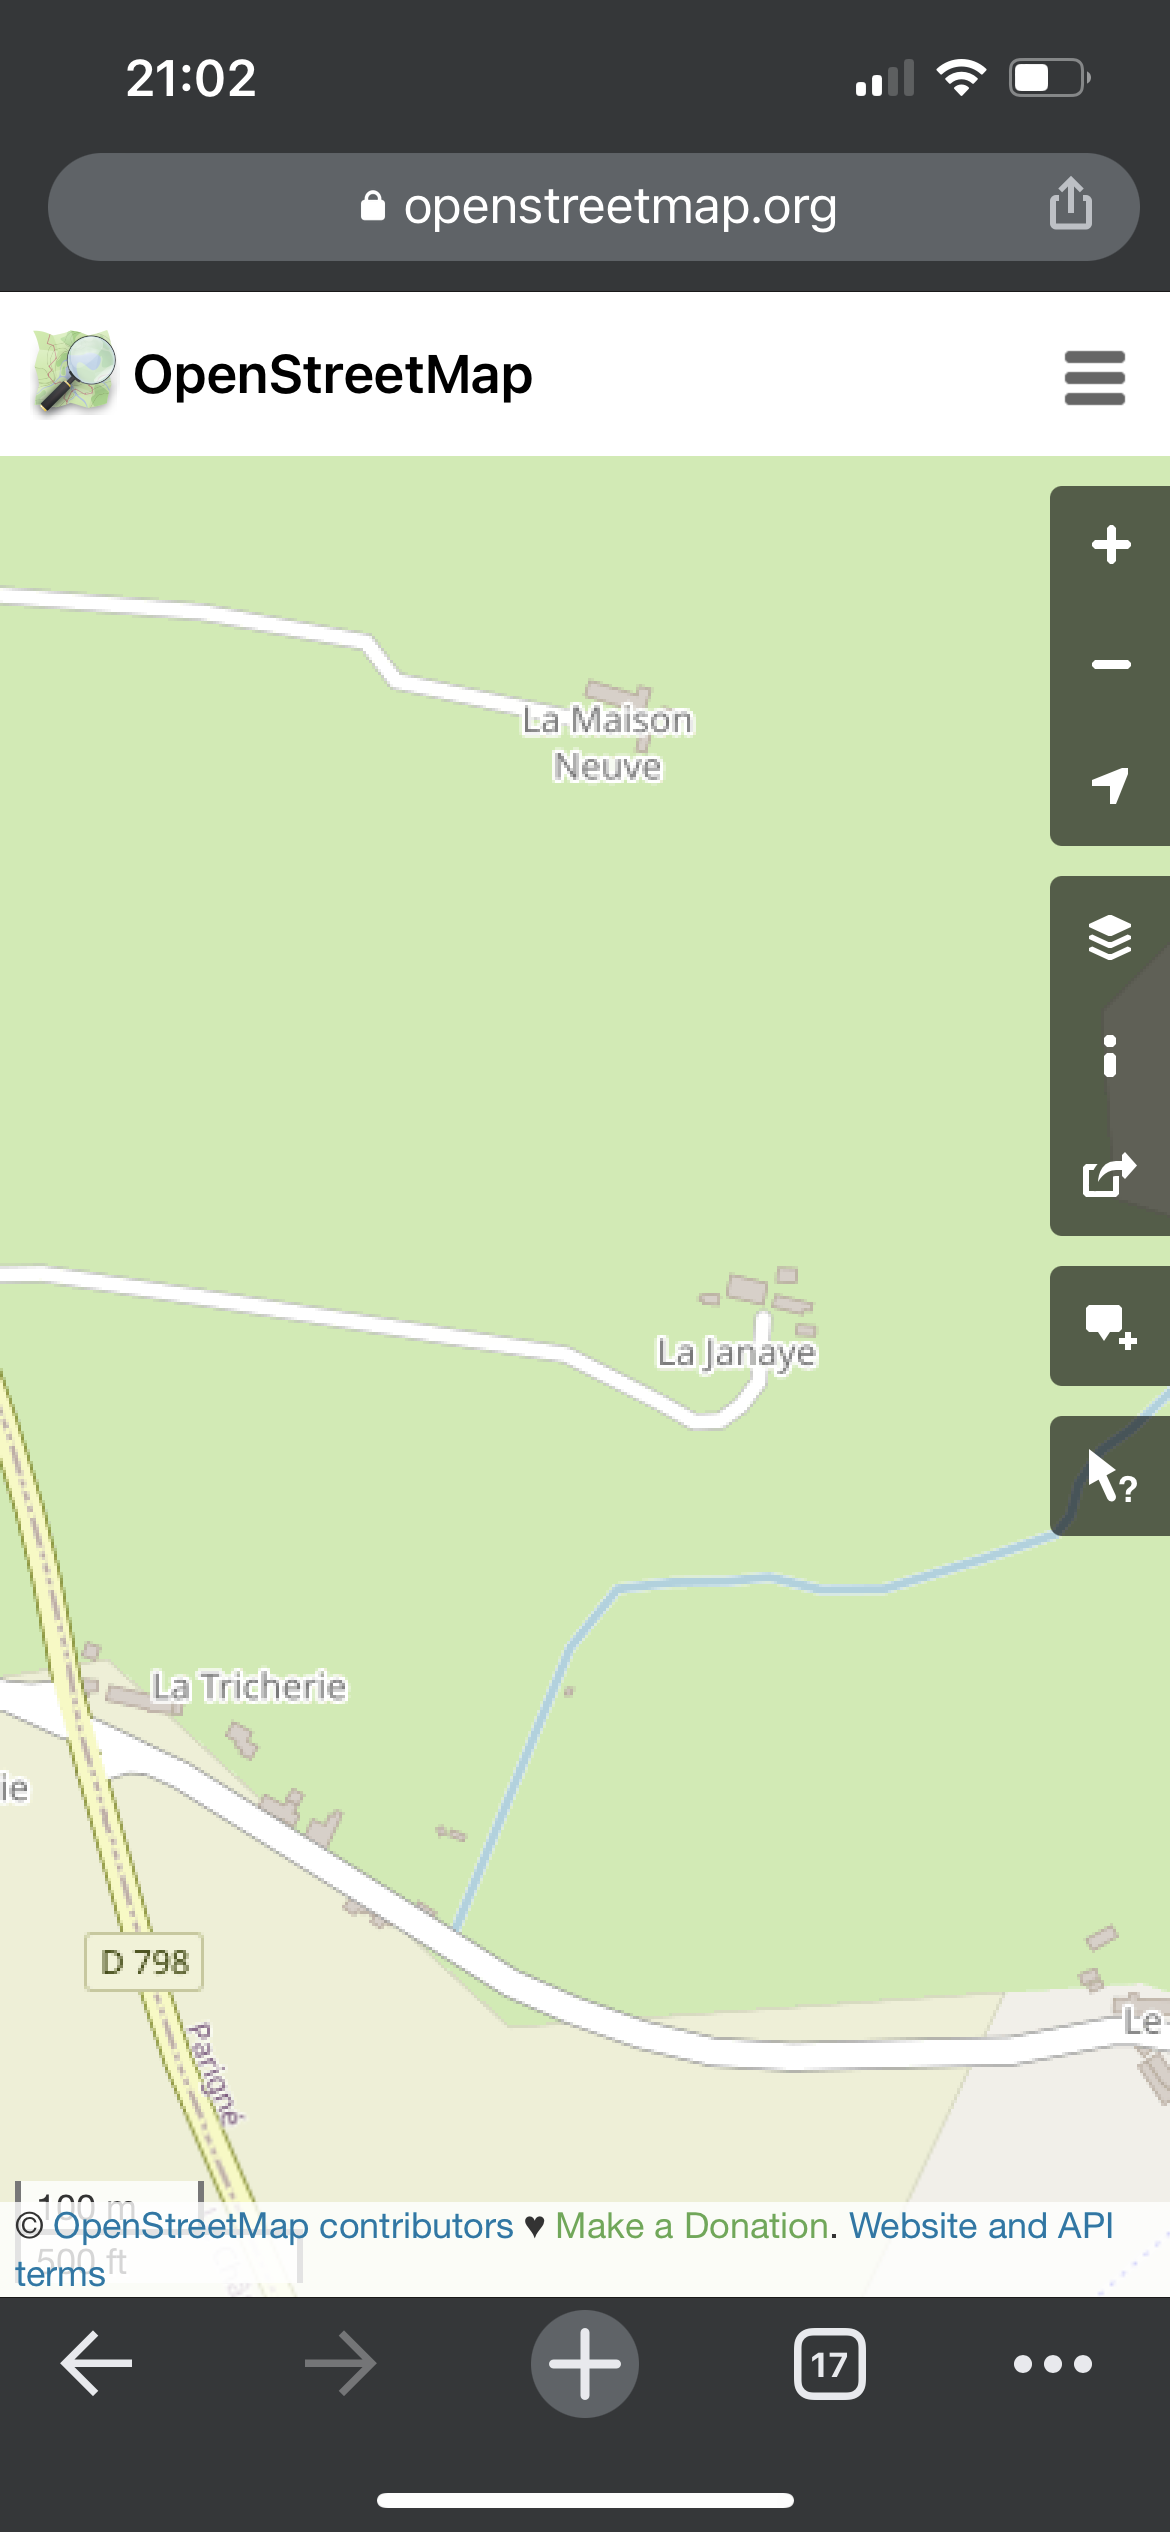 21:02
openstreetmap.org
OpenStreetMap
La Maison
Neuve
La Janaye
La Tricherie
ie
D 798
Parigné
Le
100 m
© OpenStreetMap contributors ♥ Make a Donation. Website and API
500 ft
terms
17